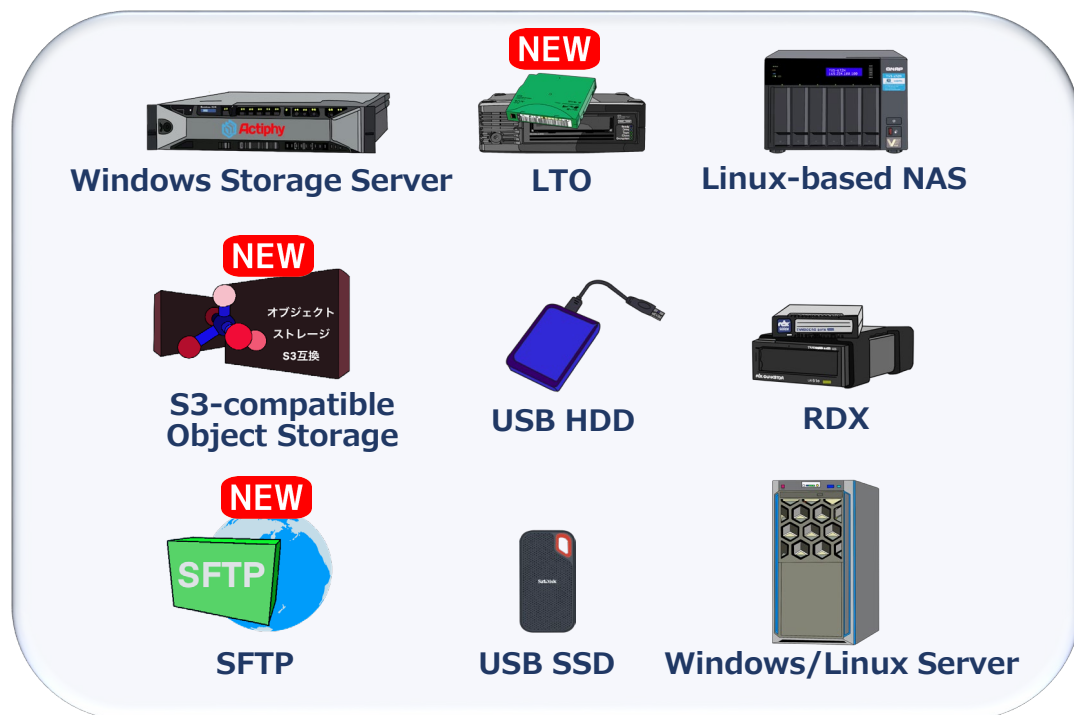 NEW
Actiphy
QNAP
Windows Storage Server
LTO
Linux-based NAS
NEW
オブジェクト
ストレージ
S3互換
S3-compatible
Object Storage
USB HDD
RDX
NEW
SFTP
SanDisk
SFTP
USB SSD
Windows/Linux Server